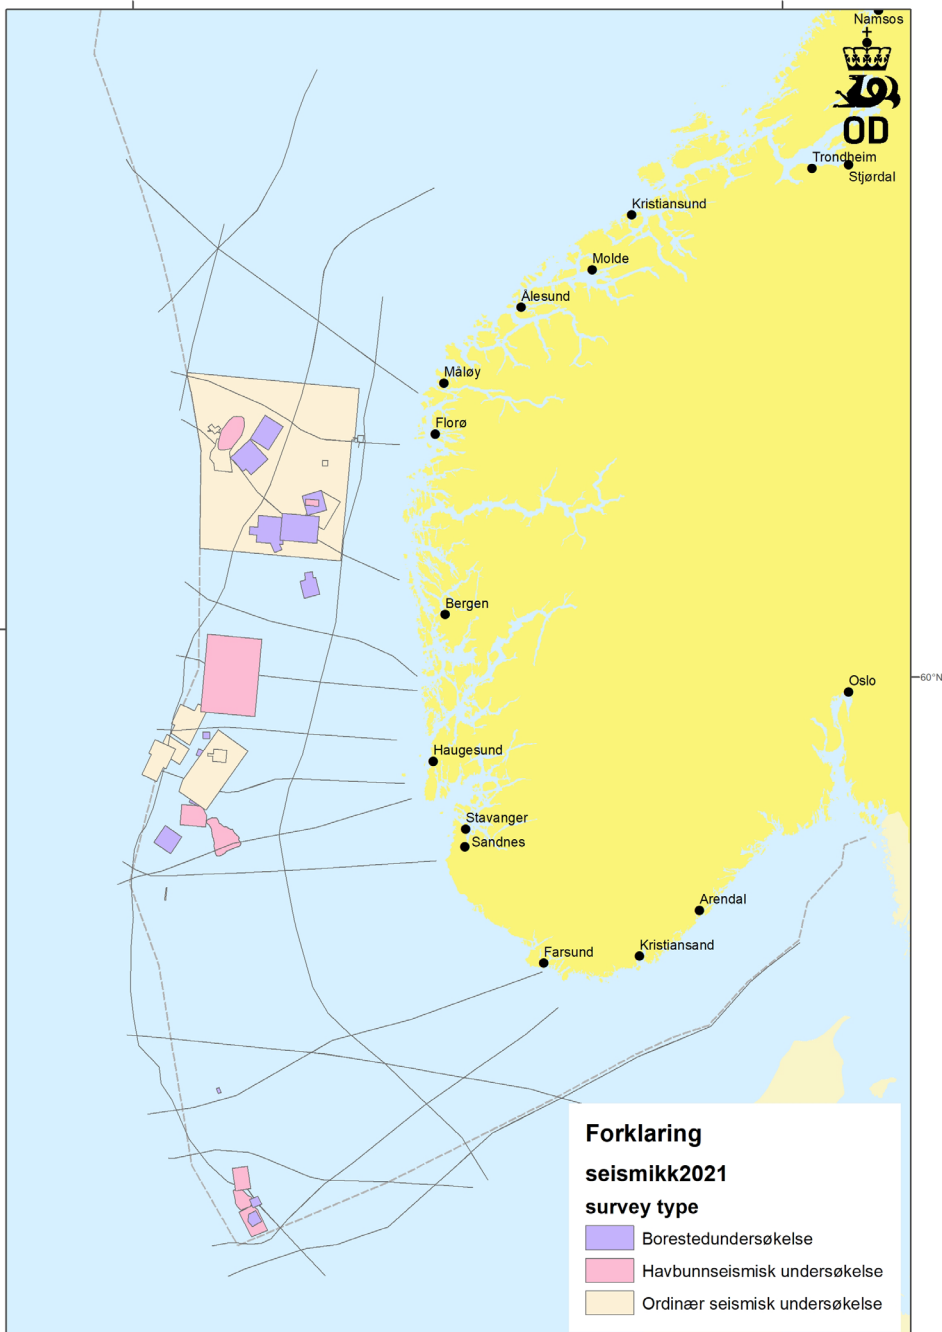 Namsos
OD
Trondheim
Stjørdal
Kristiansund
Molde
Ålesund
Måløy
Florø
Bergen
60°N
Oslo
Haugesund
Stavanger
Sandnes
Arendal
Kristiansand
Farsund
Forklaring
seismikk2021
survey type
Borestedundersøkelse
Havbunnseismisk undersøkelse
Ordinær seismisk undersøkelse